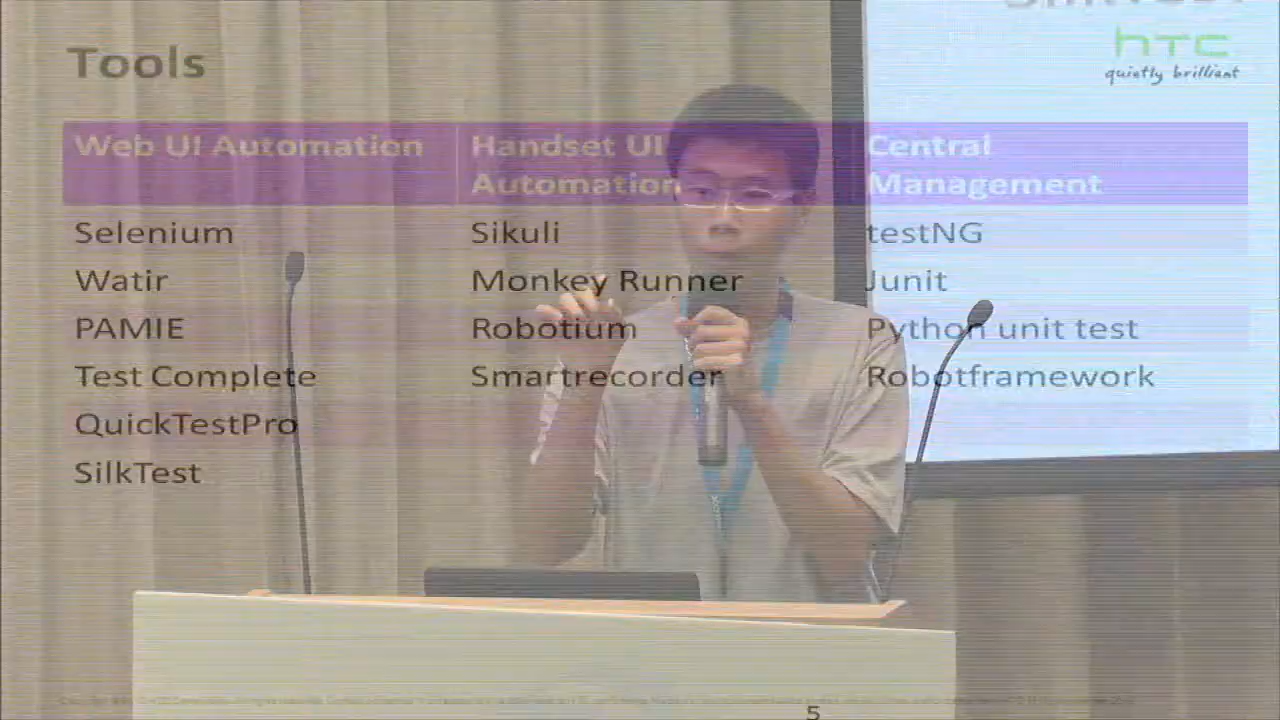 Tools
htc
quietly brilliant
Web UI Automation
Handset UI
Automation
Central
Management
Selenium
Sikuli
testNG
Watir
Monkey Runner
Junit
PAMIE
Robotium
Python unit test
Test Complete
Smartrecorder
Robotframework
QuickTestPro
SilkTest
5